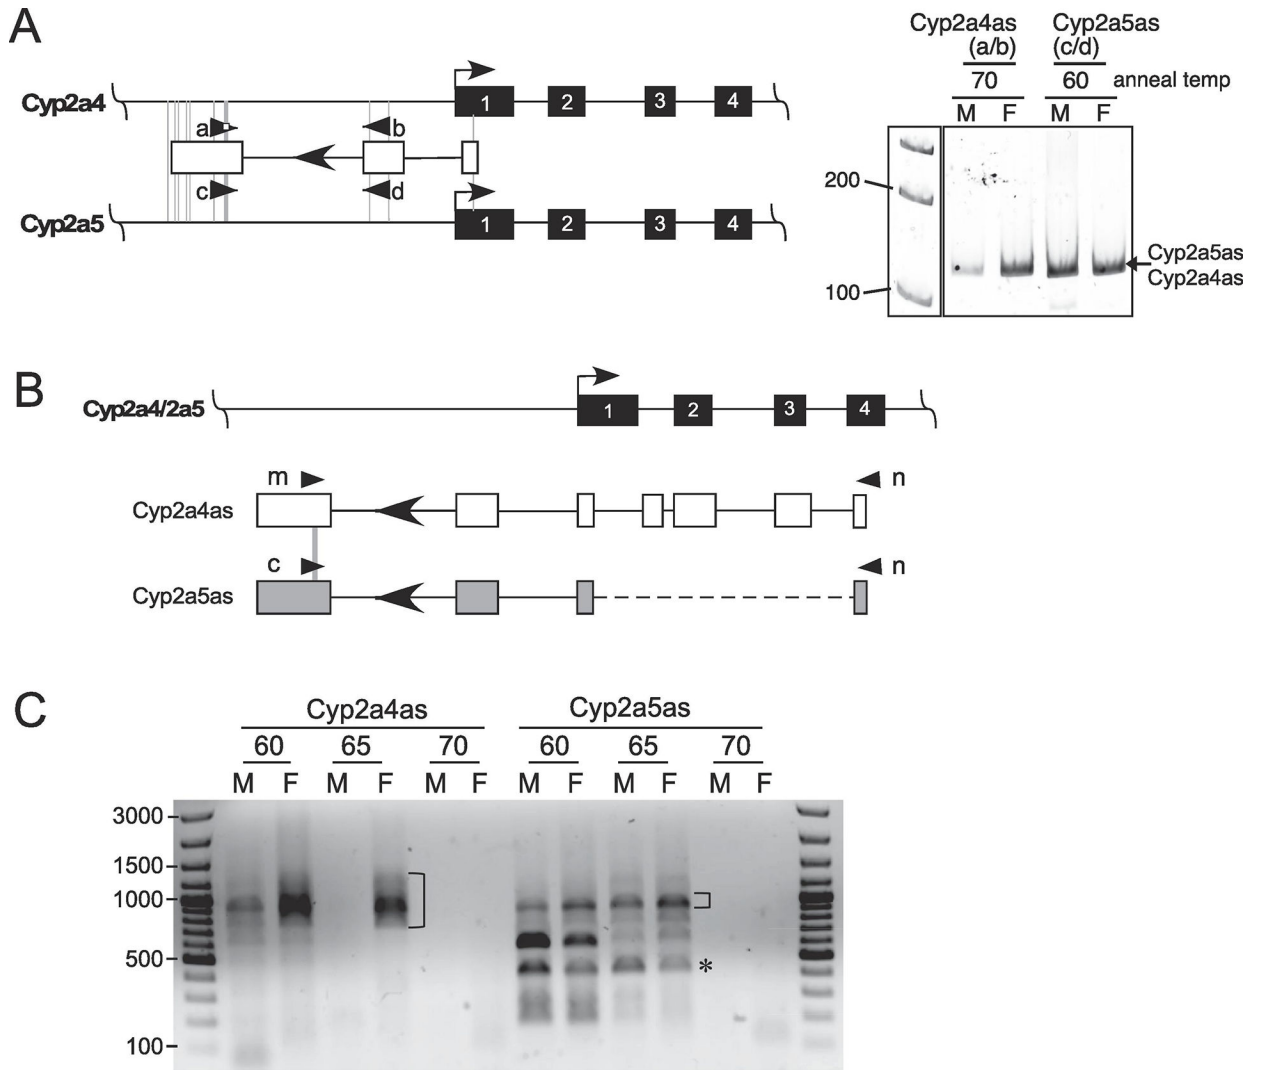 A
Cyp2a4as Cyp2a5as
(a/b) (c/d)
70 60 anneal temp
M F M F
Cyp2a4 1 2 3 4
a b
c d
Cyp2a5 1 2 3 4
200
100
Cyp2a5as
Cyp2a4as
B
Cyp2a4/2a5 1 2 3 4
m n
Cyp2a4as
c n
Cyp2a5as
C
Cyp2a4as Cyp2a5as
60 65 70 60 65 70
M F M F M F M F M F M F
3000
1500
1000
500
*
100